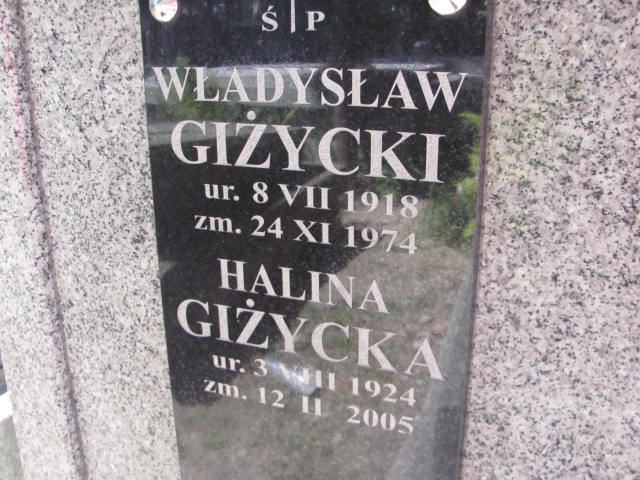 Ś P
WŁADYSŁAW
GIŻYCKI
ur. 8 VII 1918
zm. 24 XI 1974
HALINA
GIŻYCKA
ur. 3 VIII 1924
zm. 12 II 2005